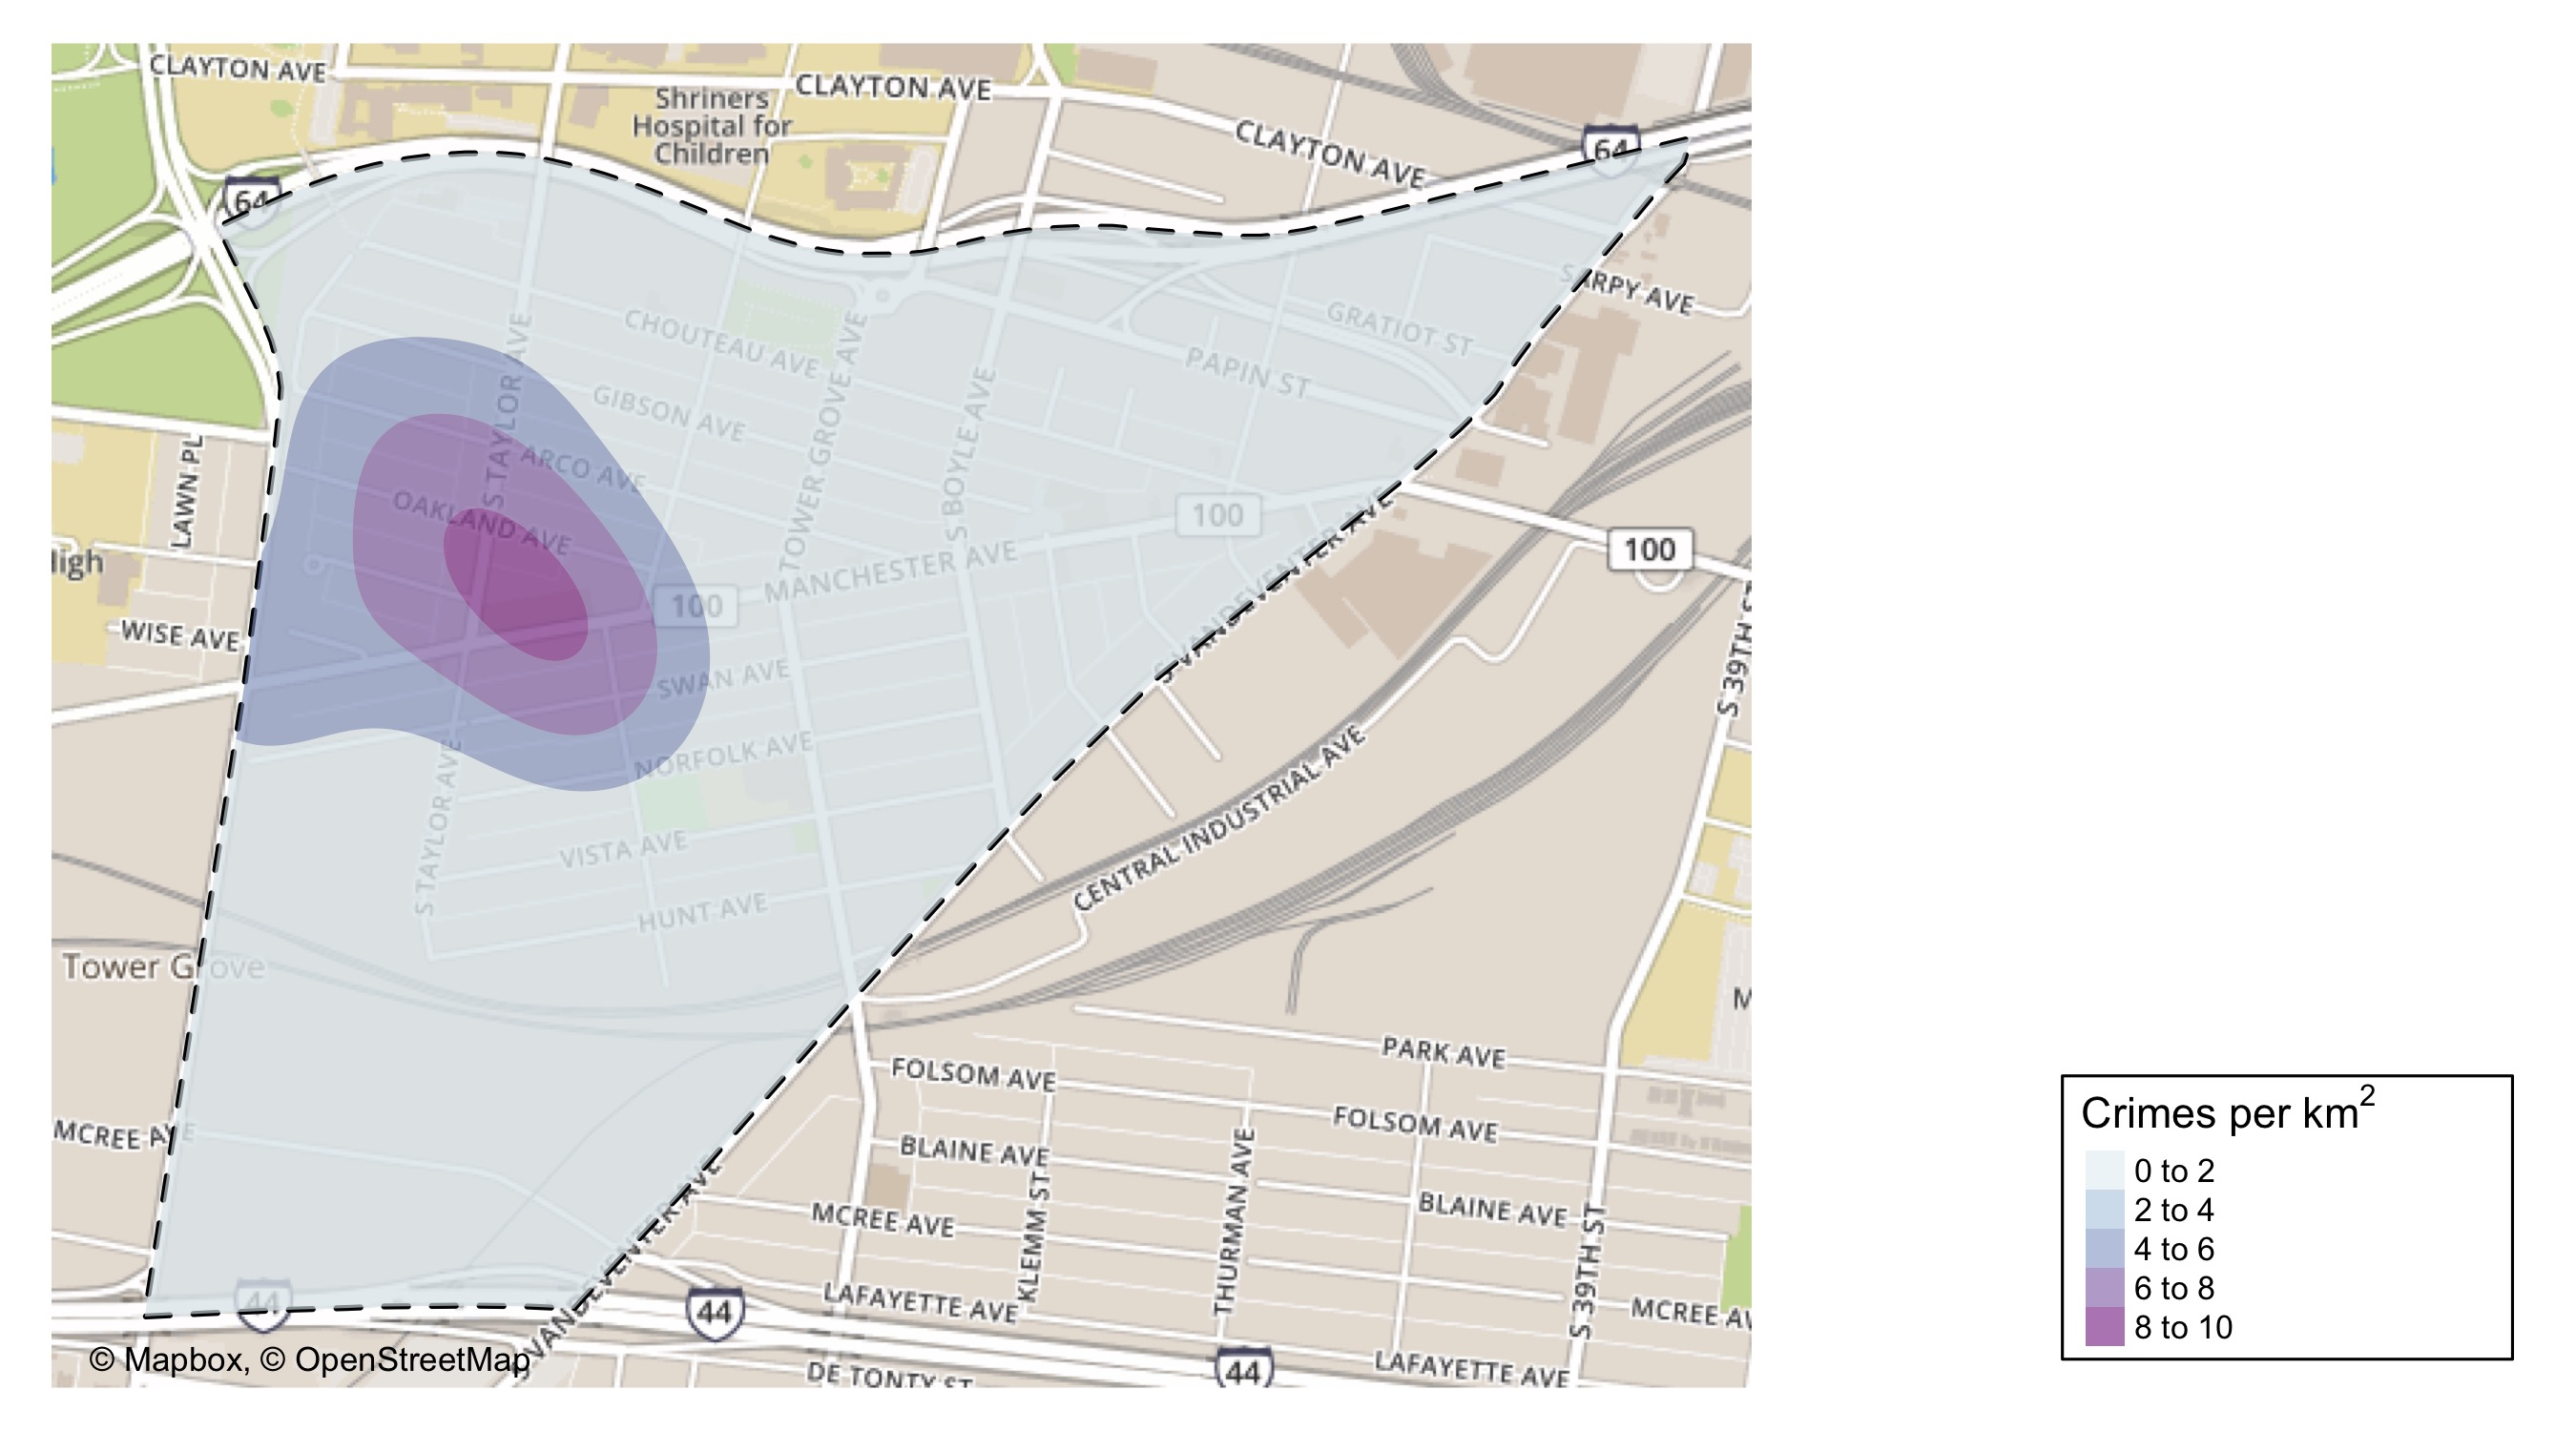 CLAYTON AVE
CLAYTON AVE
Shriners
Hospital for
Children
CLAYTON AVE
64
64
SARPY AVE
CHOUTEAU AVE
GRATIOT ST
PAPIN ST
GIBSON AVE
S TAYLOR AVE
TOWER GROVE AVE
S BOYLE AVE
ARCO AVE
OAKLAND AVE
LAWN PL
100
100
S VANDEVENTER AVE
MANCHESTER AVE
100
WISE AVE
SWAN AVE
S 39TH ST
NORFOLK AVE
S TAYLOR AVE
VISTA AVE
CENTRAL INDUSTRIAL AVE
HUNT AVE
Tower Grove
M
PARK AVE
FOLSOM AVE
FOLSOM AVE
MCREE AVE
BLAINE AVE
KLEMM ST
THURMAN AVE
BLAINE AVE
MCREE AVE
S 39TH ST
S VANDEVENTER AVE
44
44
LAFAYETTE AVE
MCREE AV
44
LAFAYETTE AVE
DE TONTY ST
© Mapbox, © OpenStreetMap
Crimes per km2
0 to 2
2 to 4
4 to 6
6 to 8
8 to 10